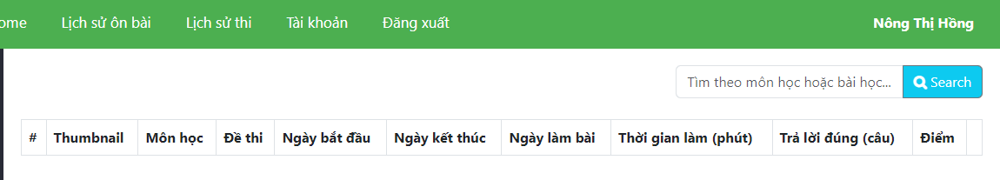 ome Lịch sử ôn bài Lịch sử thi Tài khoản Đăng xuất Nông Thị Hồng
Tìm theo môn học hoặc bài học... Search
# Thumbnail Môn học Đề thi Ngày bắt đầu Ngày kết thúc Ngày làm bài Thời gian làm (phút) Trả lời đúng (câu) Điểm